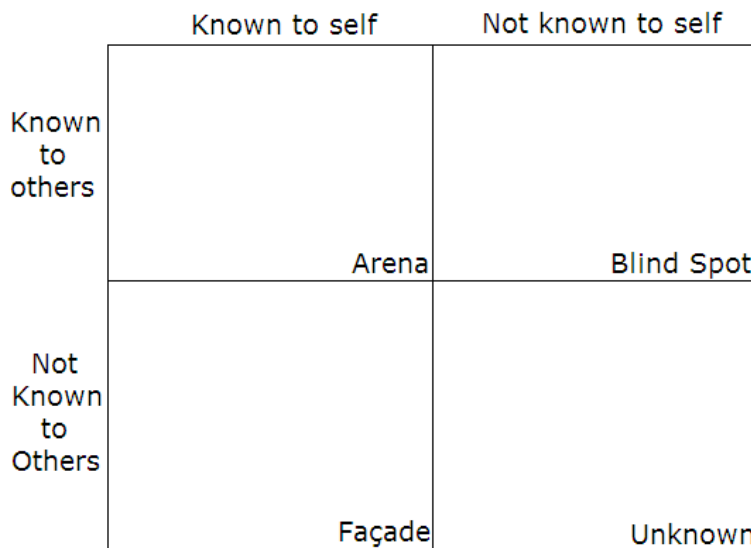 Known to self
Not known to self
Known
to
others
Arena
Blind Spot
Not
Known
to
Others
Façade
Unknown